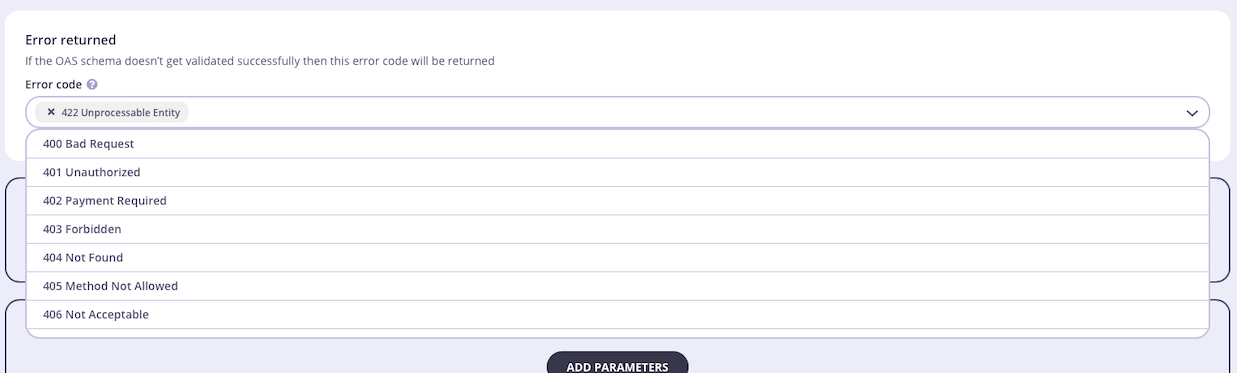 Error returned
If the OAS schema doesn't get validated successfully then this error code will be returned
Error code ?
× 422 Unprocessable Entity
400 Bad Request
401 Unauthorized
402 Payment Required
403 Forbidden
404 Not Found
405 Method Not Allowed
406 Not Acceptable
ADD PARAMETERS